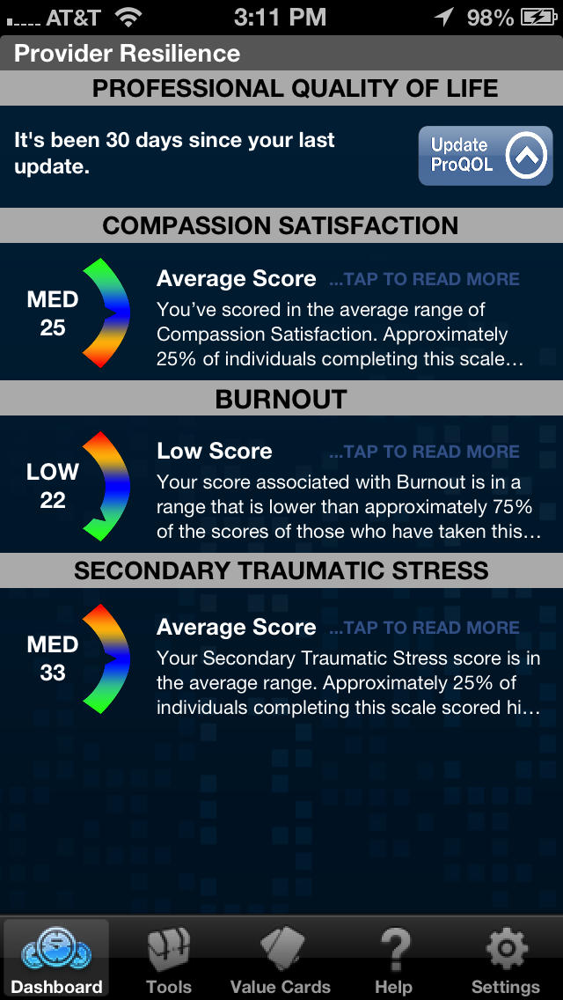 AT&T 3:11 PM 98%
Provider Resilience
PROFESSIONAL QUALITY OF LIFE
It's been 30 days since your last
update.
Update
ProQOL
COMPASSION SATISFACTION
MED
25
Average Score ...TAP TO READ MORE
You’ve scored in the average range of
Compassion Satisfaction. Approximately
25% of individuals completing this scale...
BURNOUT
LOW
22
Low Score ...TAP TO READ MORE
Your score associated with Burnout is in a
range that is lower than approximately 75%
of the scores of those who have taken this...
SECONDARY TRAUMATIC STRESS
MED
33
Average Score ...TAP TO READ MORE
Your Secondary Traumatic Stress score is in
the average range. Approximately 25% of
individuals completing this scale scored hi...
Dashboard Tools Value Cards Help Settings